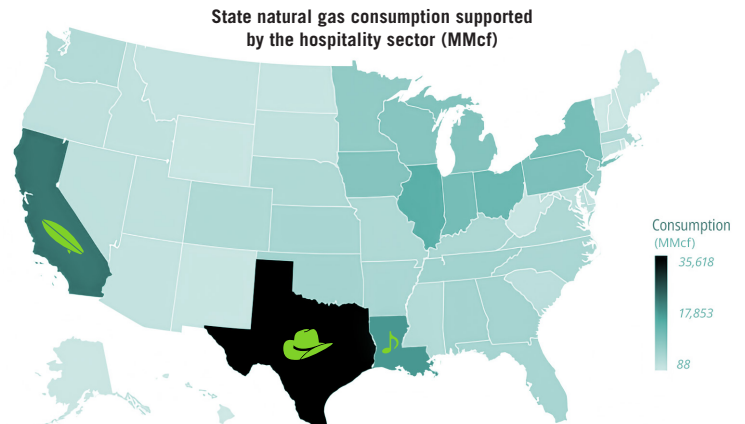 State natural gas consumption supported
by the hospitality sector (MMcf)
Consumption
(MMcf)
35,618
17,853
88